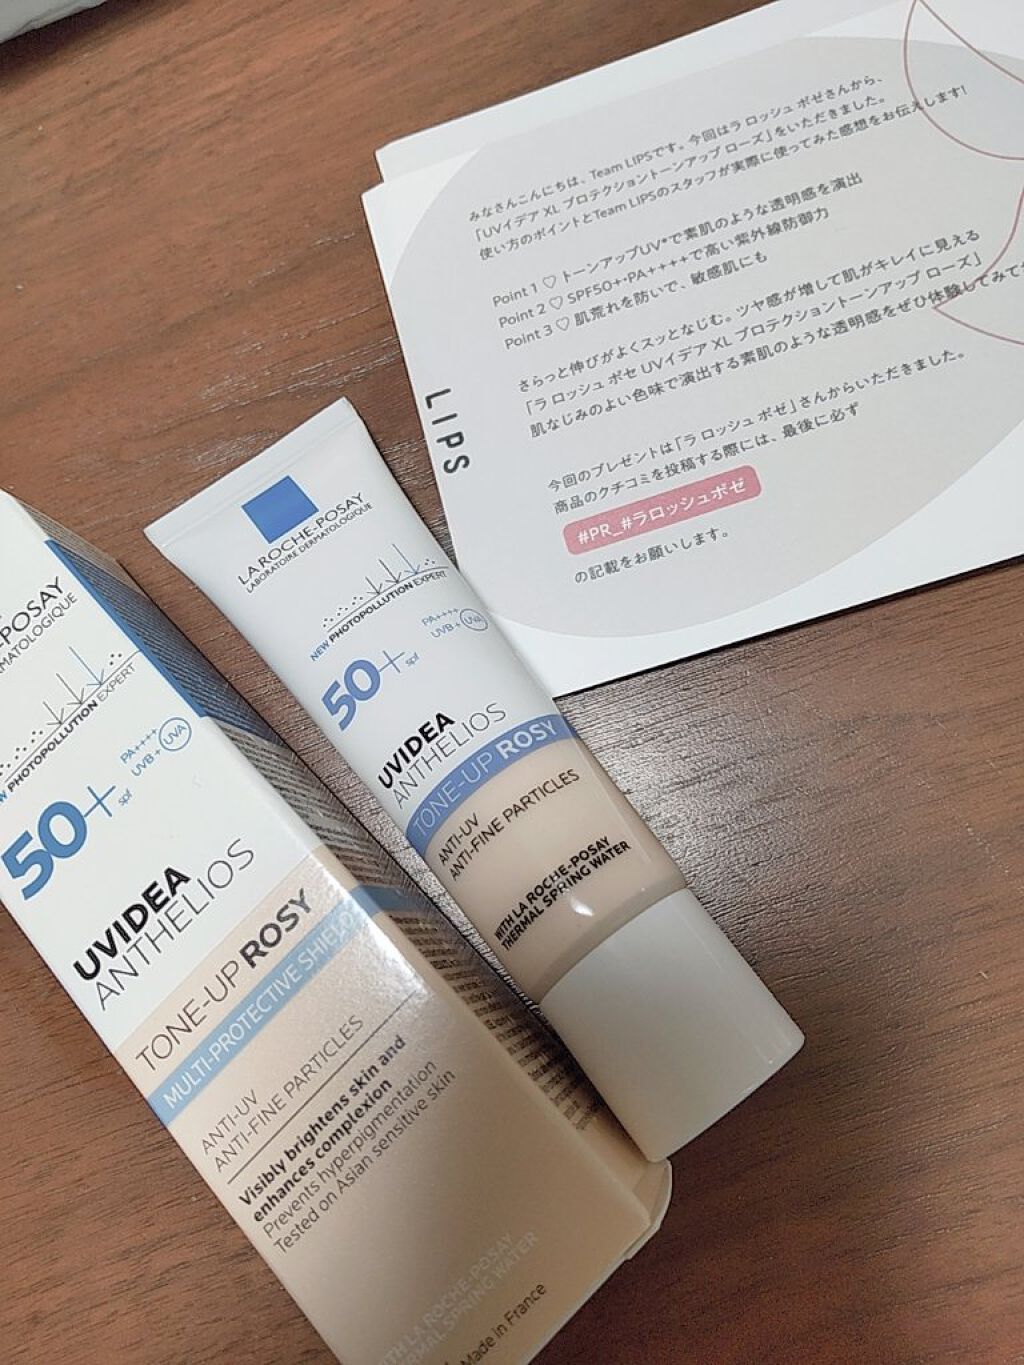 みなさんこんにちは、Team LIPSです。今回はラ ロッシュ ポゼさんから、
「UVイデア XL プロテクショントーンアップ ローズ」をいただきました。
使い方のポイントとTeam LIPSのスタッフが実際に使ってみた感想をお伝えします!
Point 1 ♡ トーンアップUV*で素肌のような透明感を演出
Point 2 ♡ SPF50+・PA++++で高い紫外線防御力
Point 3 ♡ 肌荒れを防いで、敏感肌にも
さらっと伸びがよくスッとなじむ。ツヤ感が増して肌がキレイに見える
「ラ ロッシュ ポゼ UVイデア XL プロテクショントーンアップ ローズ」
肌なじみのよい色味で演出する素肌のような透明感をぜひ体験してみて
今回のプレゼントは「ラ ロッシュ ポゼ」さんからいただきました。
商品のクチコミを投稿する際には、最後に必ず
#PR_#ラロッシュポゼ
の記載をお願いします。
LIPS
LA ROCHE-POSAY
LABORATOIRE DERMATOLOGIQUE
NEW PHOTOPOLLUTION EXPERT
PA++++
UVB + UVA
50+ spf
UVIDEA
ANTHELIOS
TONE-UP ROSY
ANTI-UV
ANTI-FINE PARTICLES
WITH LA ROCHE-POSAY
THERMAL SPRING WATER
-POSAY
MATOLOGIQUE
PHOTOPOLLUTION EXPERT
PA++++
UVB + UVA
50+ spf
UVIDEA
ANTHELIOS
TONE-UP ROSY
MULTI-PROTECTIVE SHIELD
ANTI-UV
ANTI-FINE PARTICLES
Visibly brightens skin and
enhances complexion
Prevents hyperpigmentation
Tested on Asian sensitive skin
WITH LA ROCHE-POSAY
THERMAL SPRING WATER
Made in France